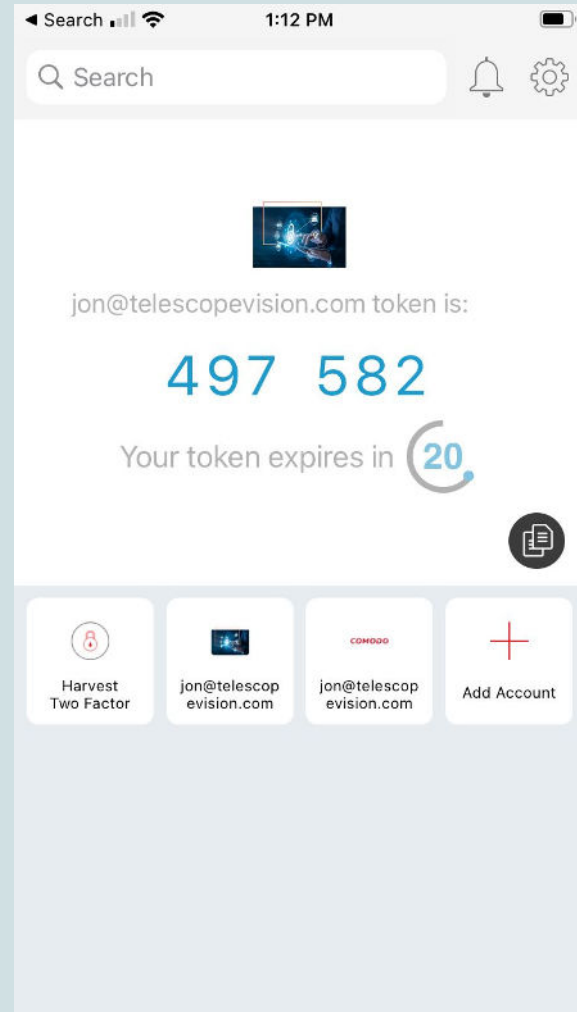 Search
1:12 PM
Search
jon@telescopevision.com token is:
497 582
Your token expires in 20
Harvest
Two Factor
jon@telescop
evision.com
COMODO
jon@telescop
evision.com
Add Account